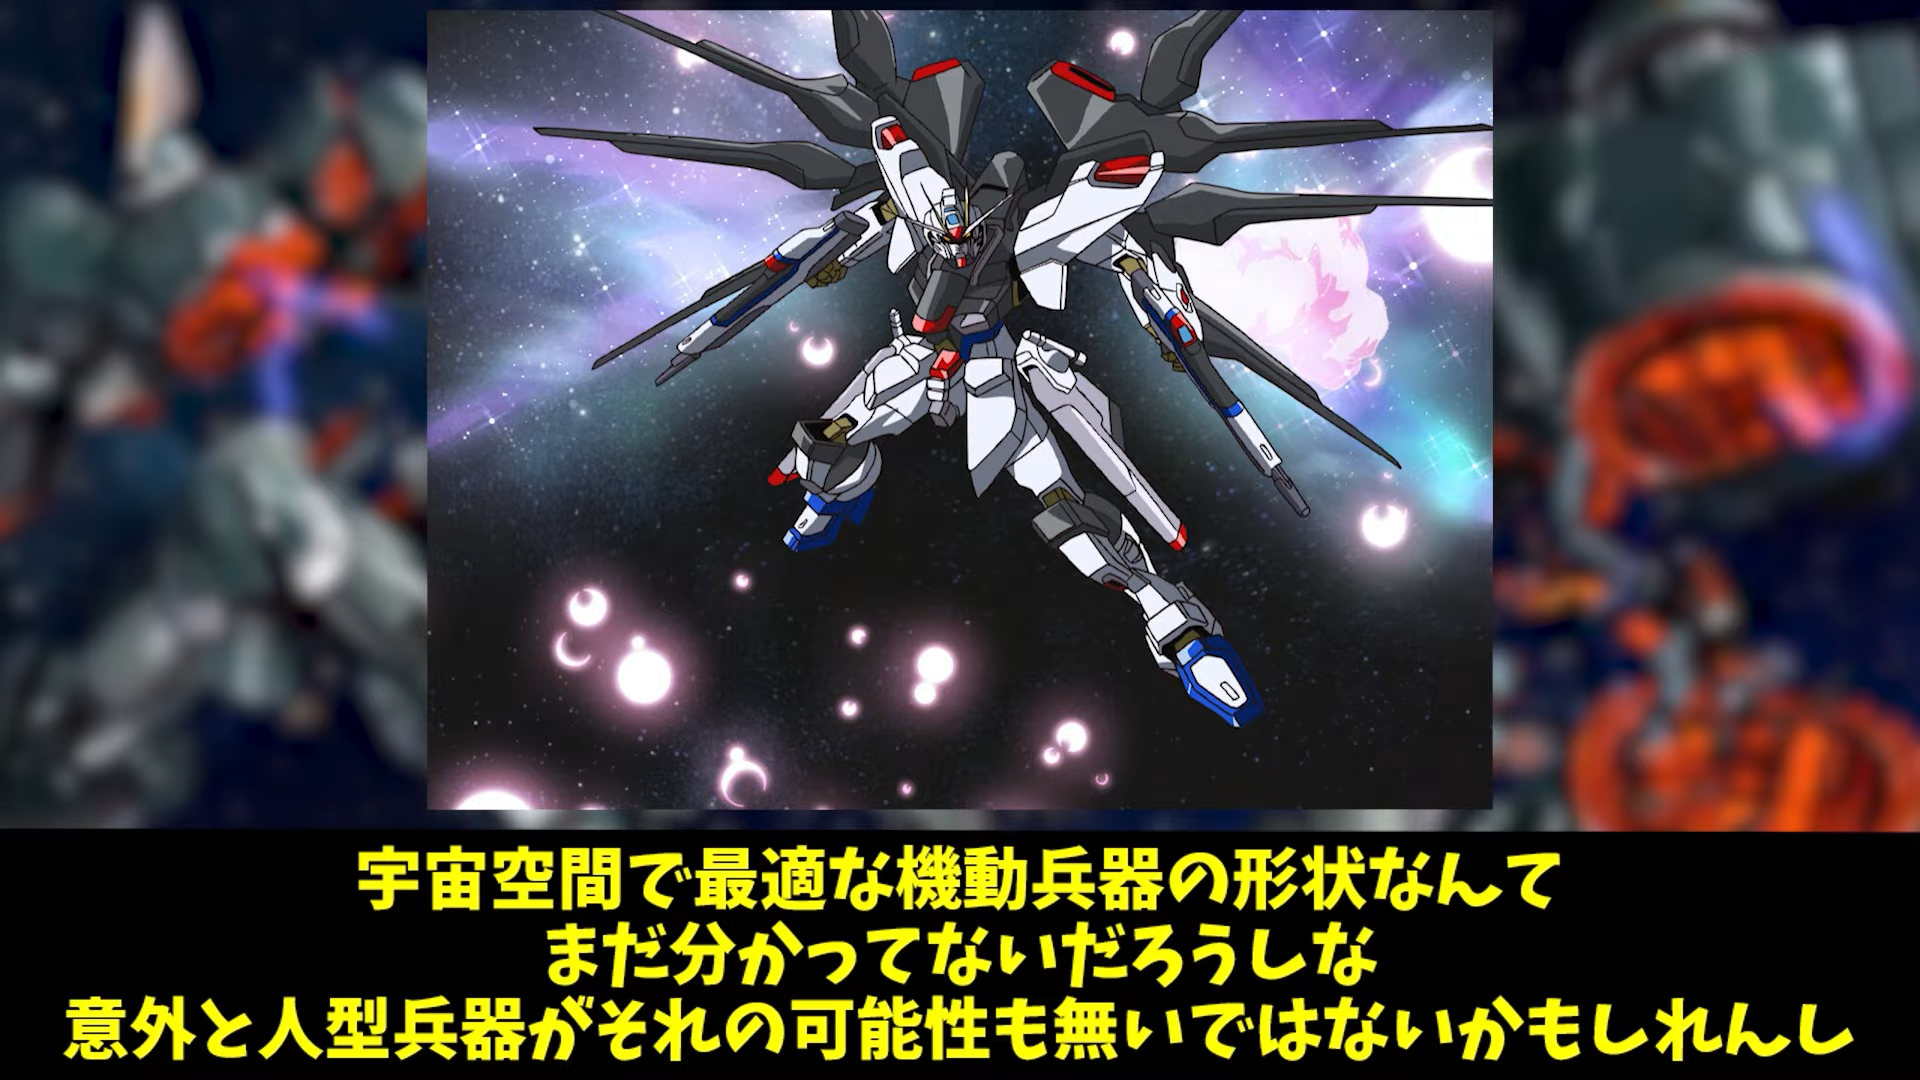 宇宙空間で最適な機動兵器の形状なんて
まだ分かってないだろうしな
意外と人型兵器がそれの可能性も無いではないかもしれんし